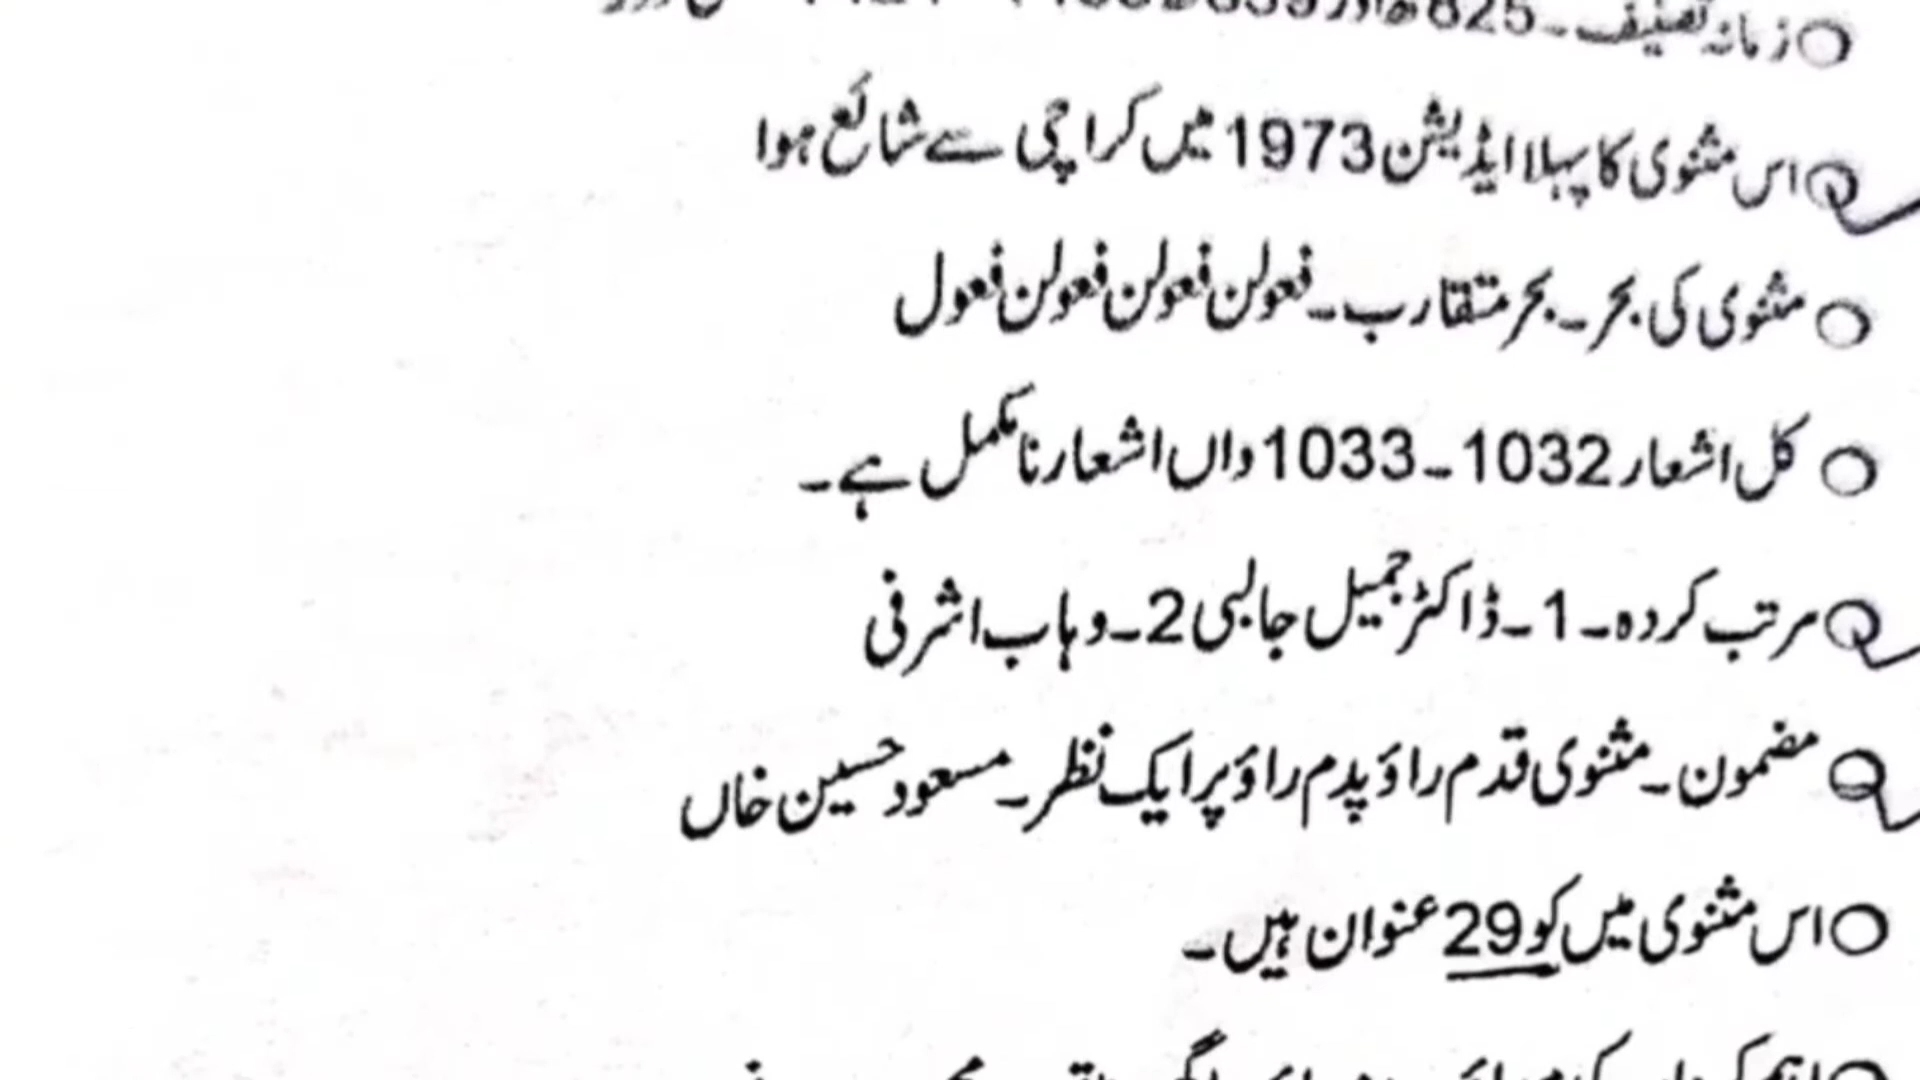 زمانہ تصنیف۔825ھ اور839ھ
اس مثنوی کا پہلا ایڈیشن 1973 میں کراچی سے شائع ہوا
مثنوی کی بحر۔ بحر متقارب۔ فعولن فعولن فعولن فعول
کل اشعار 1032۔1033 واں اشعار نامکمل ہے۔
مرتب کردہ۔ 1۔ ڈاکٹر جمیل جالبی 2۔ وہاب اشرفی
مضمون۔ مثنوی قدم راؤ پدم راؤ پر ایک نظر۔ مسعود حسین خاں
اس مثنوی میں کو 29 عنوان ہیں۔